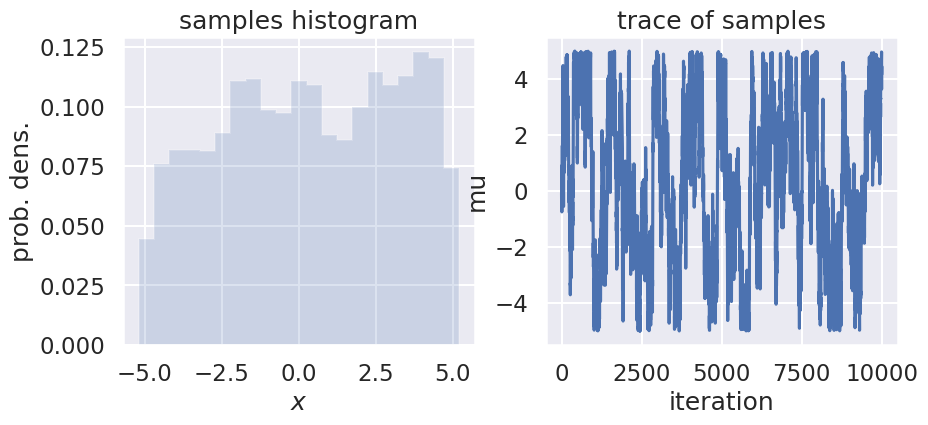 samples histogram
prob. dens.
0.125
0.100
0.075
0.050
0.025
0.000
−5.0 −2.5 0.0 2.5 5.0
x
trace of samples
mu
4
2
0
−2
−4
0 2500 5000 7500 10000
iteration